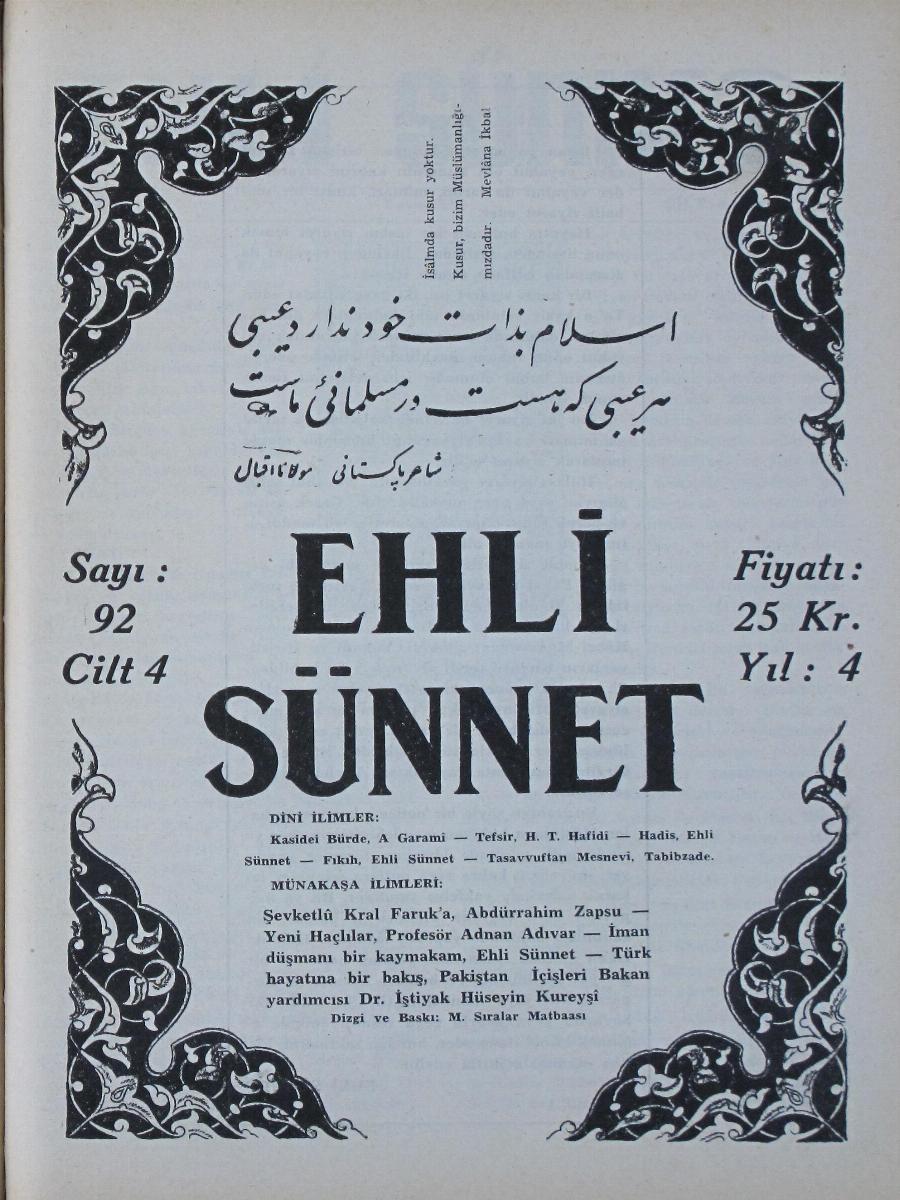 İsâlmda kusur yoktur.
Kusur, bizim Müslümanlığı-
mızdadır Mevlâna İkbal
اسلام بذات خود ندارد عیبی
هر عیبی که هست در مسلمانئ ماست
شاعر پاکستانی مولانا اقبال
EHLİ
SÜNNET
Sayı :
92
Cilt 4
Fiyatı :
25 Kr.
Yıl : 4
DİNİ İLİMLER:
Kasidei Bürde, A Garamî — Tefsir, H. T. Hafidî — Hadis, Ehli
Sünnet — Fıkıh, Ehli Sünnet — Tasavvuftan Mesnevi, Tabibzade.
MÜNAKAŞA İLİMLERİ:
Şevketlû Kral Faruk'a, Abdürrahim Zapsu —
Yeni Haçlılar, Profesör Adnan Adıvar — İman
düşmanı bir kaymakam, Ehli Sünnet — Türk
hayatına bir bakış, Pakiştan İçişleri Bakan
yardımcısı Dr. İştiyak Hüseyin Kureyşî
Dizgi ve Baskı: M. Sıralar Matbaası